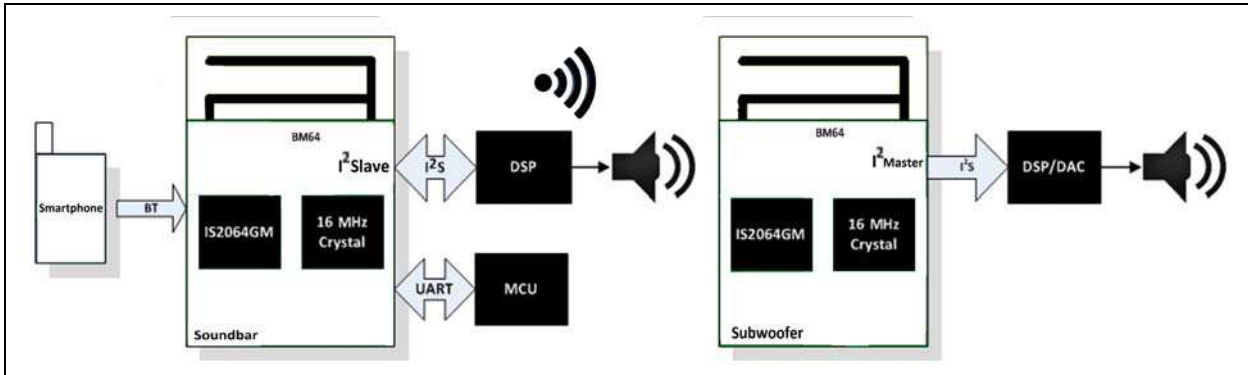 Smartphone
BT
BM64
I²Slave
IS2064GM
16 MHz
Crystal
Soundbar
I²S
DSP
UART
MCU
BM64
I²Master
IS2064GM
16 MHz
Crystal
Subwoofer
I²S
DSP/DAC